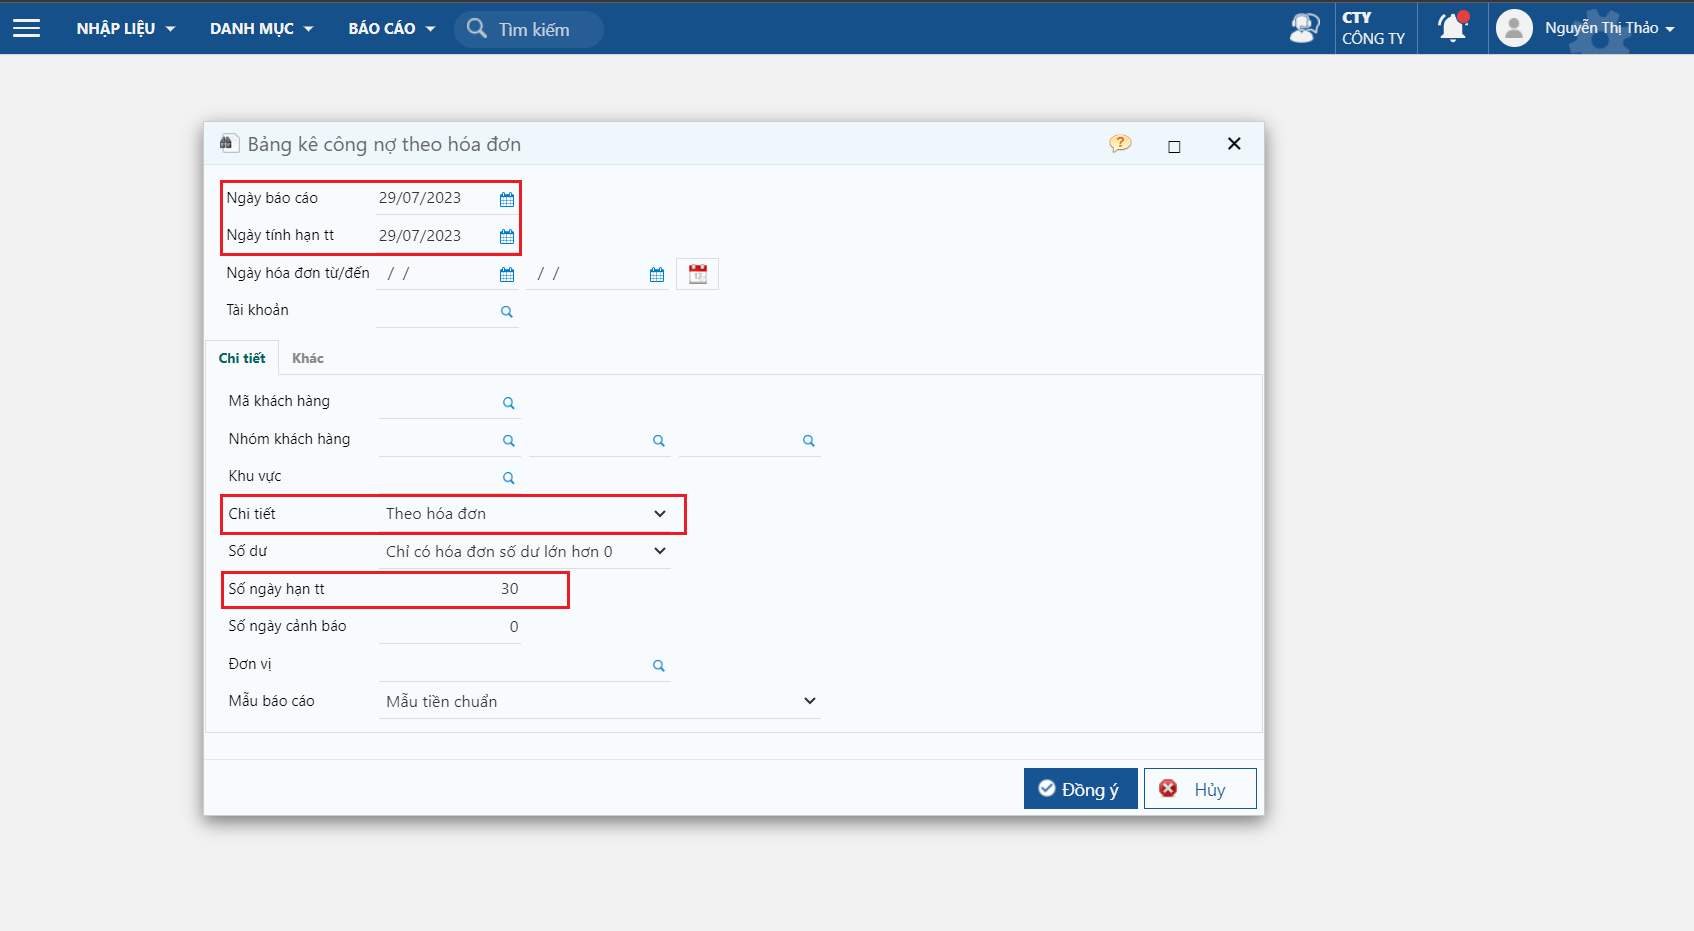 NHẬP LIỆU DANH MỤC BÁO CÁO Tìm kiếm CTY CÔNG TY Nguyễn Thị Thảo
Bảng kê công nợ theo hóa đơn
Ngày báo cáo 29/07/2023
Ngày tính hạn tt 29/07/2023
Ngày hóa đơn từ/đến / / / /
Tài khoản
Chi tiết Khác
Mã khách hàng
Nhóm khách hàng
Khu vực
Chi tiết Theo hóa đơn
Số dư Chỉ có hóa đơn số dư lớn hơn 0
Số ngày hạn tt 30
Số ngày cảnh báo 0
Đơn vị
Mẫu báo cáo Mẫu tiền chuẩn
Đồng ý Hủy